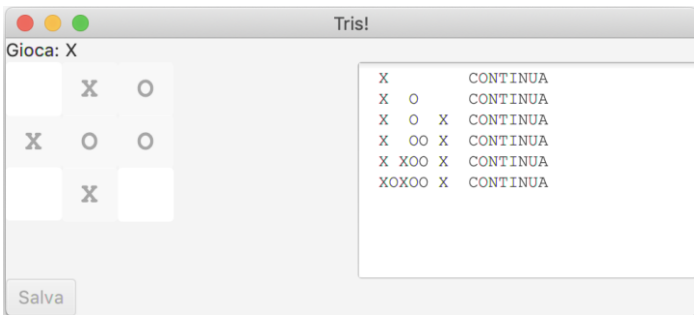 Tris!
Gioca: X
X O
X O O
X
X        CONTINUA
X  O     CONTINUA
X  O  X  CONTINUA
X  OO X  CONTINUA
X XOO X  CONTINUA
XOXOO X  CONTINUA
Salva